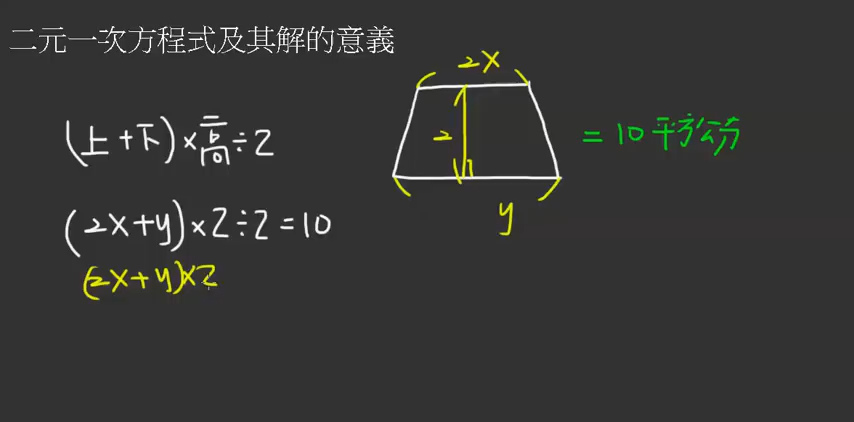 二元一次方程式及其解的意義
(上+下)×高÷2
(2x+y)×2÷2=10
(2x+y)×2
2x
2
y
=10平方公分